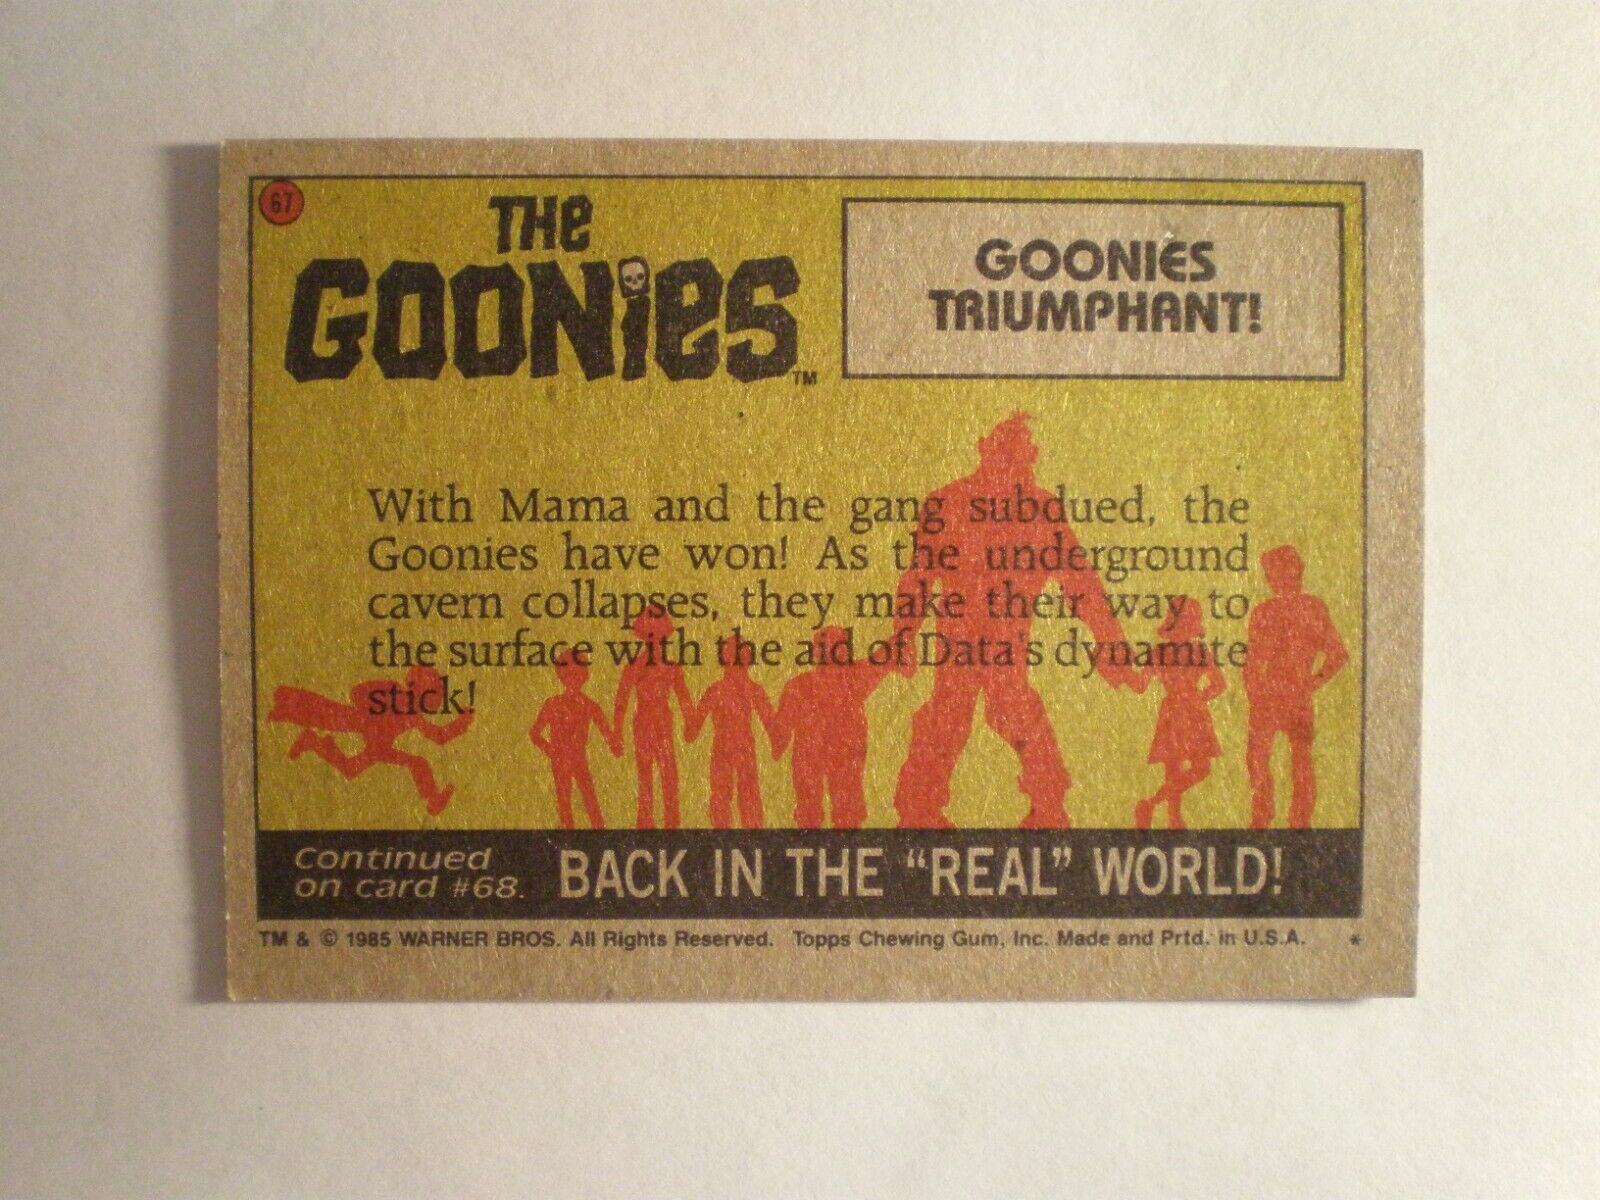 67
THE
GOONIES™
GOONIES
TRIUMPHANT!
With Mama and the gang subdued, the
Goonies have won! As the underground
cavern collapses, they make their way to
the surface with the aid of Data's dynamite
stick!
Continued
on card #68.
BACK IN THE “REAL” WORLD!
TM & © 1985 WARNER BROS. All Rights Reserved. Topps Chewing Gum, Inc. Made and Prtd. in U.S.A. *